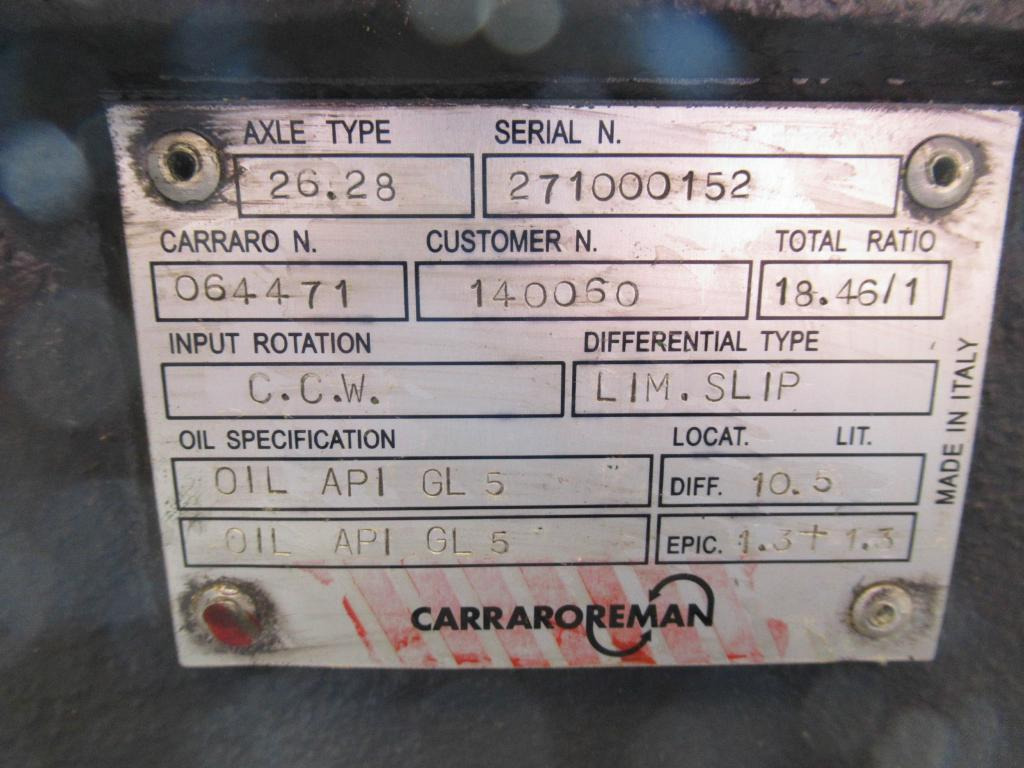 AXLE TYPE SERIAL N.
26.28 271000152
CARRARO N. CUSTOMER N. TOTAL RATIO
064471 140060 18.46/1
INPUT ROTATION DIFFERENTIAL TYPE
C.C.W. LIM.SLIP
OIL SPECIFICATION LOCAT. LIT.
OIL API GL 5 DIFF. 10.5
OIL API GL 5 EPIC. 1.3+ 1.3
CARRAROREMAN
MADE IN ITALY